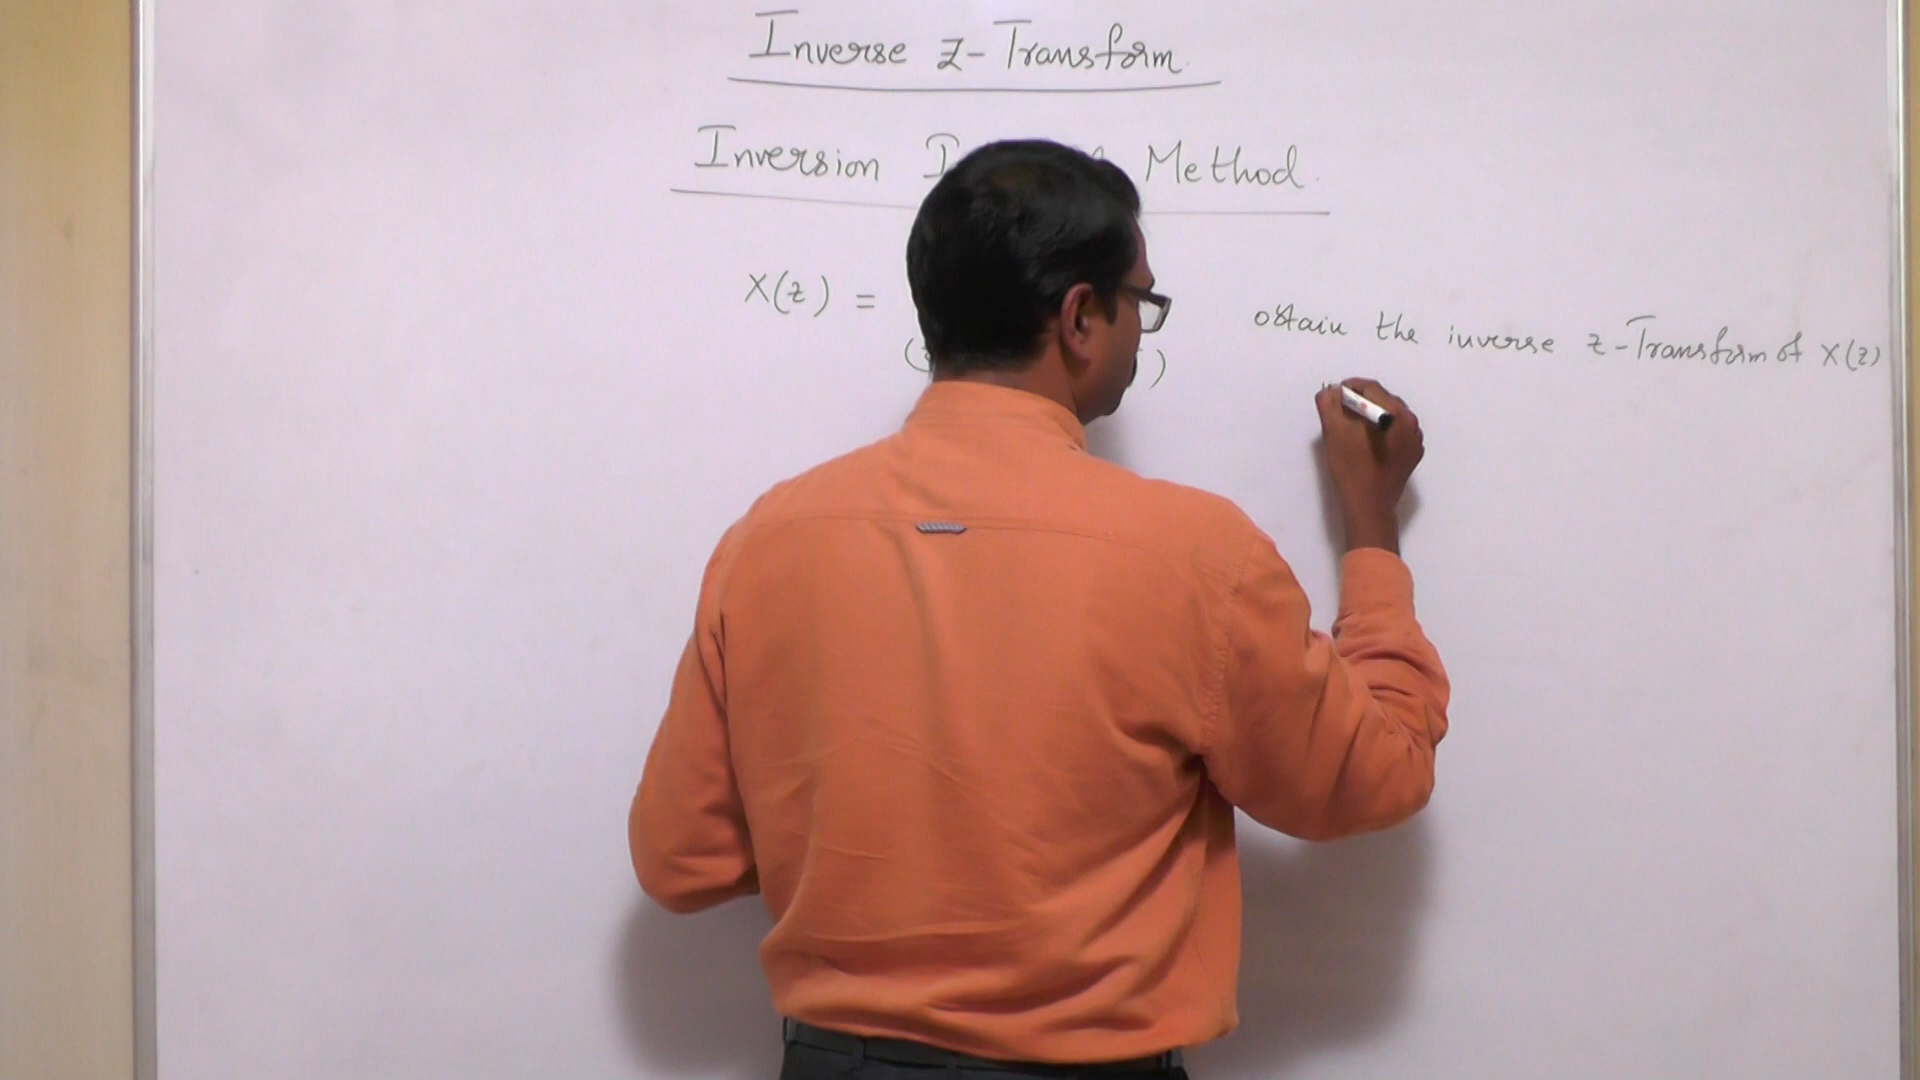 Inverse z-Transform.
Inversion Method.
X(z) =
obtain the inverse z-Transform of X(z)
( )